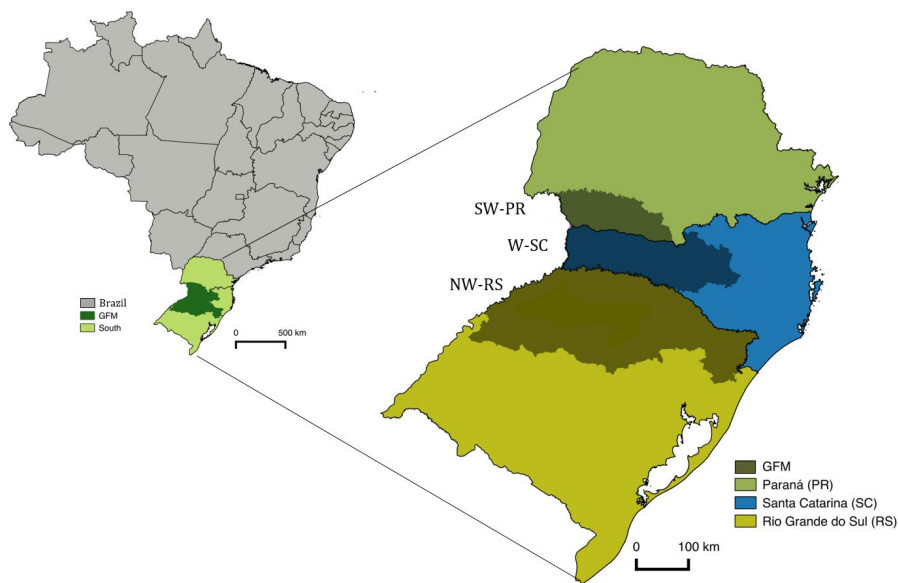 SW-PR
W-SC
NW-RS
Brazil
GFM
South
0 500 km
GFM
Paraná (PR)
Santa Catarina (SC)
Rio Grande do Sul (RS)
0 100 km